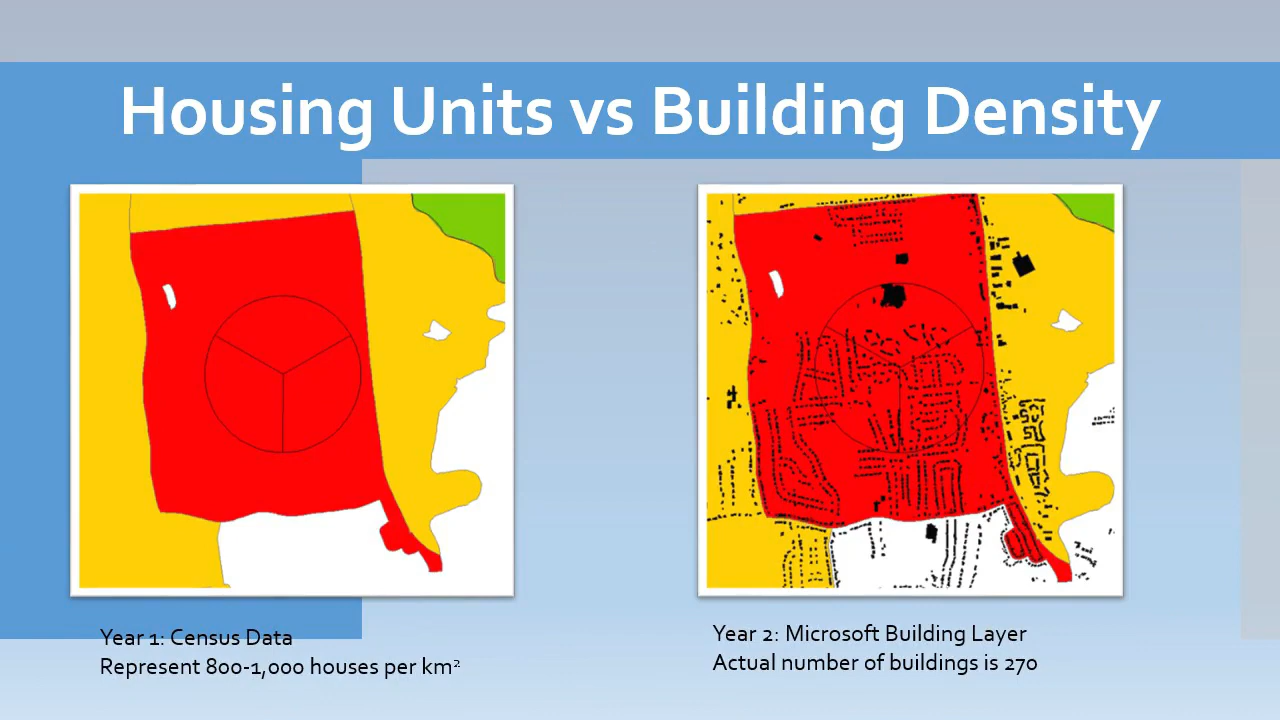 Housing Units vs Building Density
Year 1: Census Data
Represent 800-1,000 houses per km²
Year 2: Microsoft Building Layer
Actual number of buildings is 270